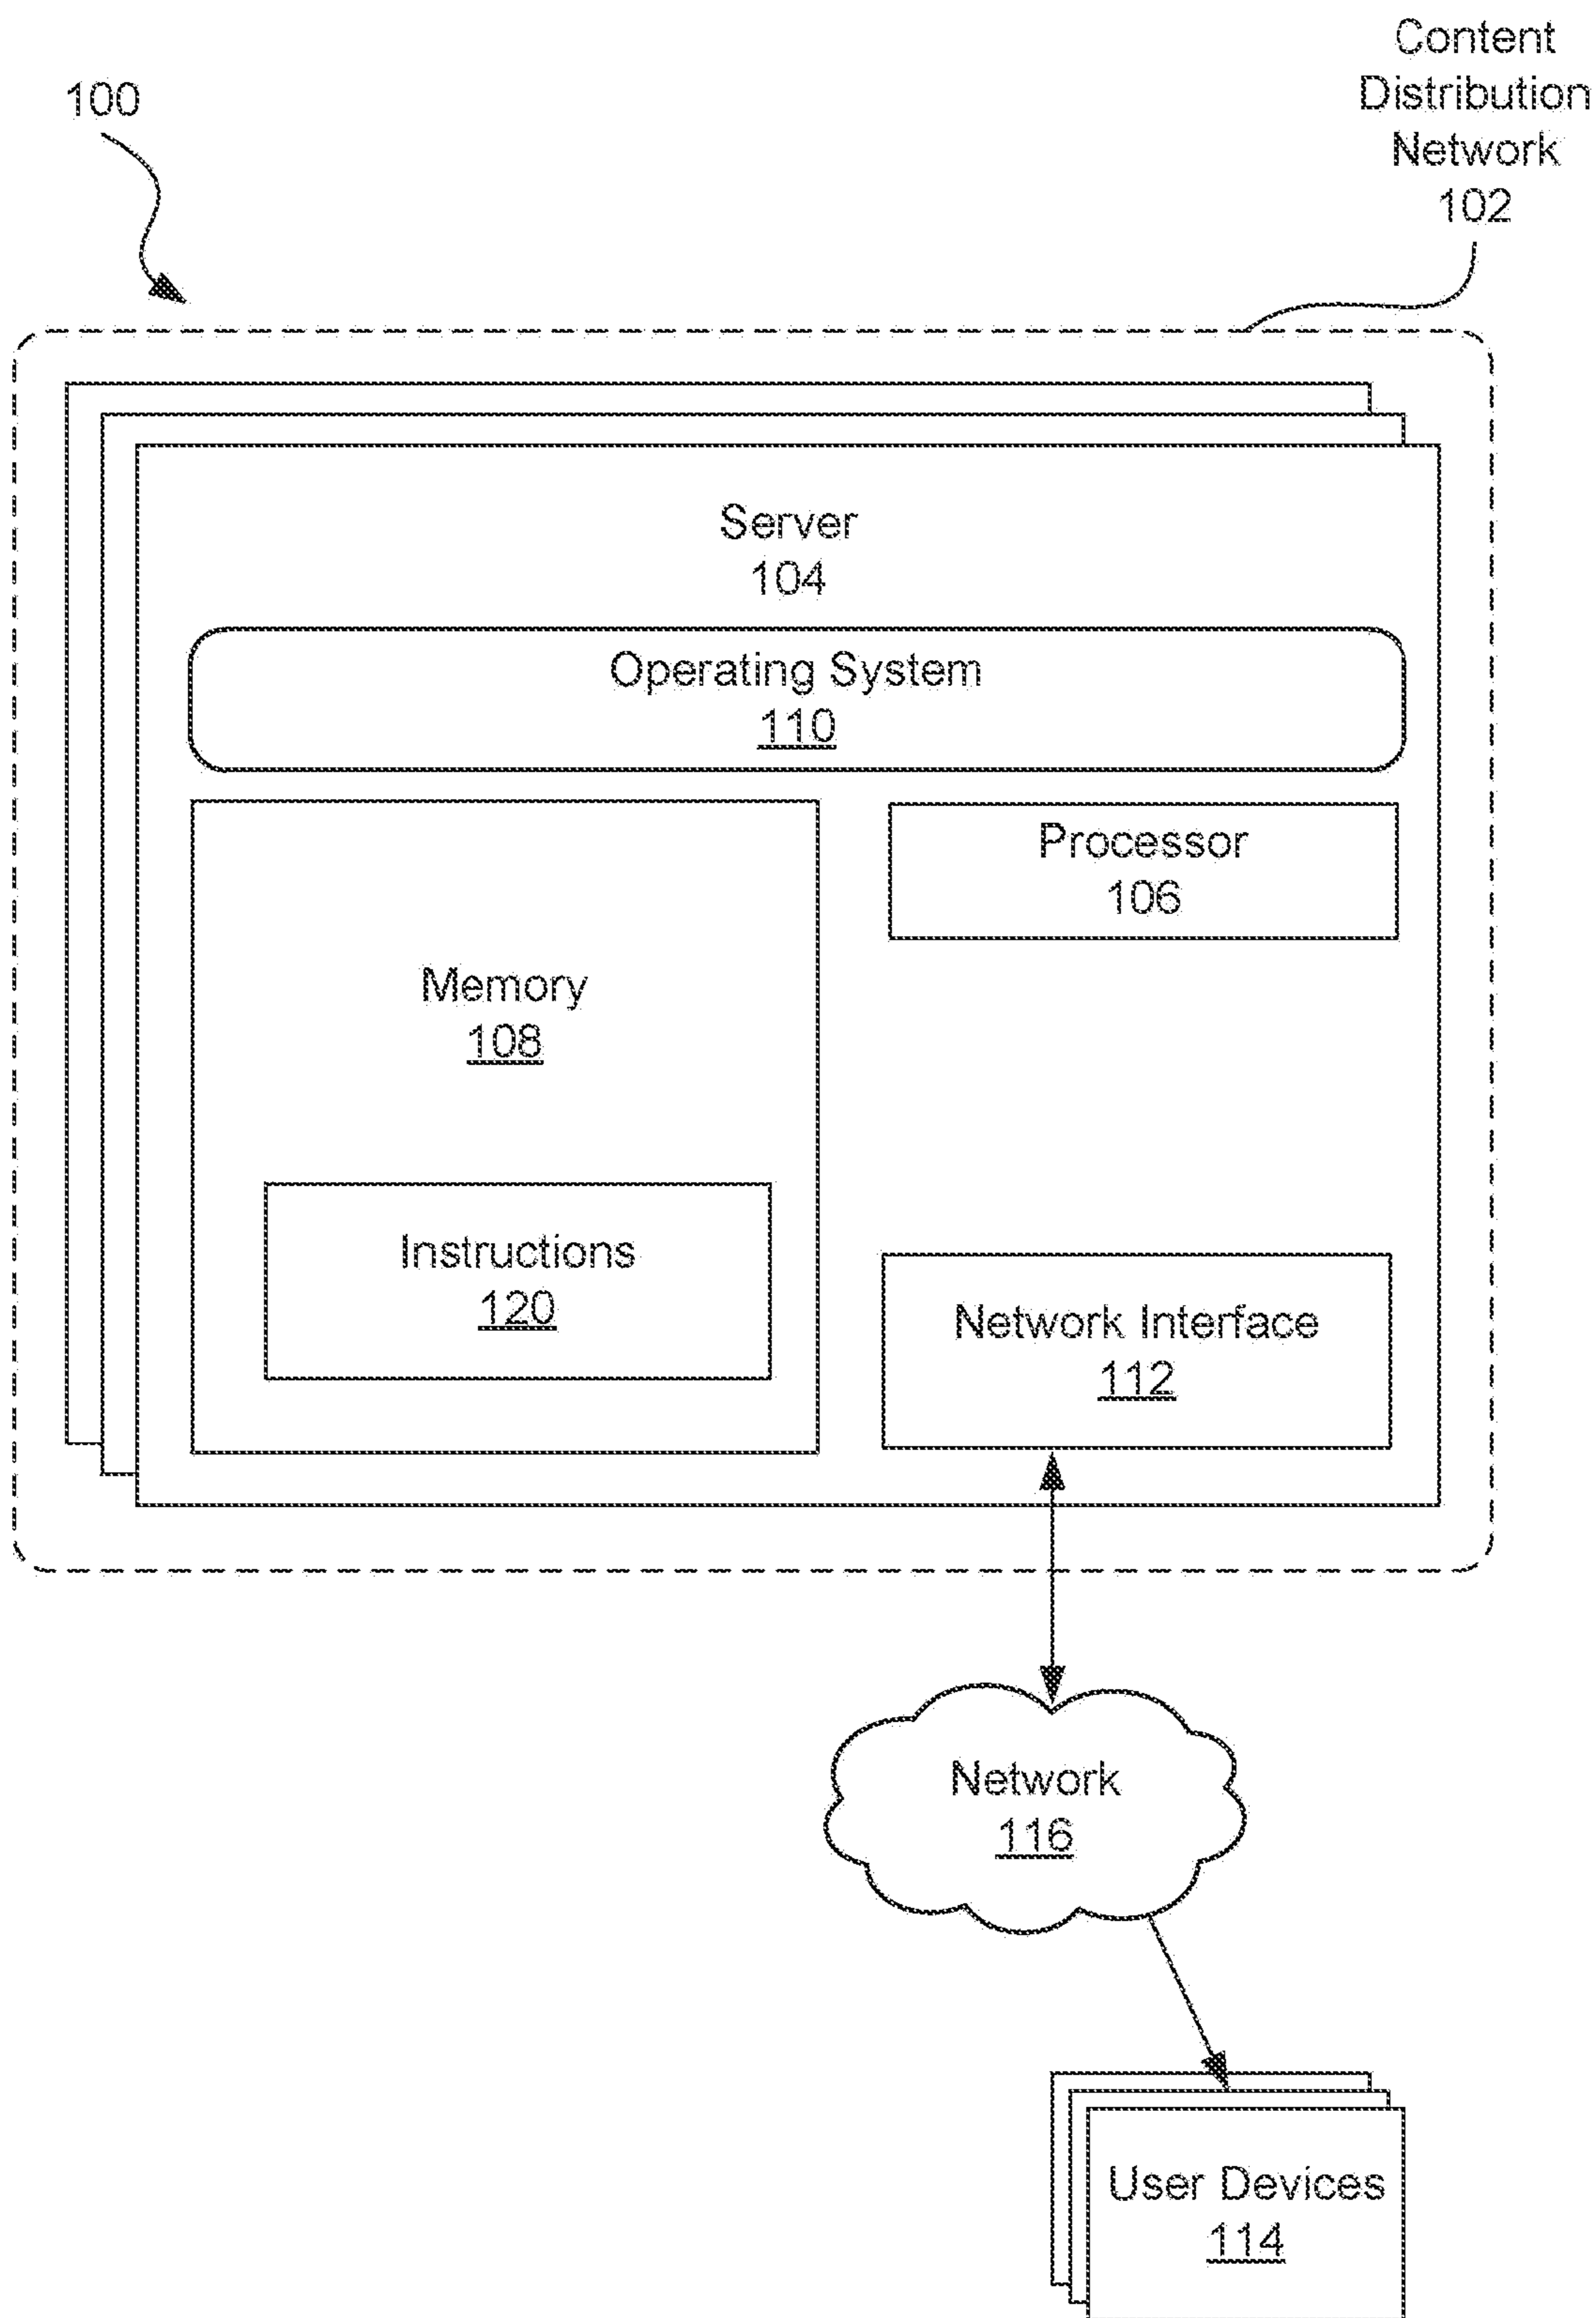 Content
Distribution
Network
102
100
Server
104
Operating System
110
Processor
106
Memory
108
Instructions
120
Network Interface
112
Network
116
User Devices
114